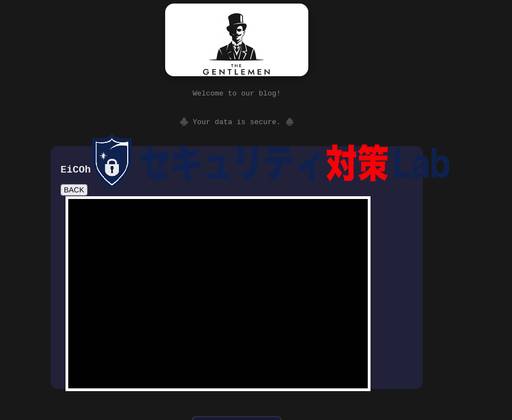 THE
GENTLEMEN
Welcome to our blog!
Your data is secure.
セキュリティ対策Lab
EiCOh
BACK